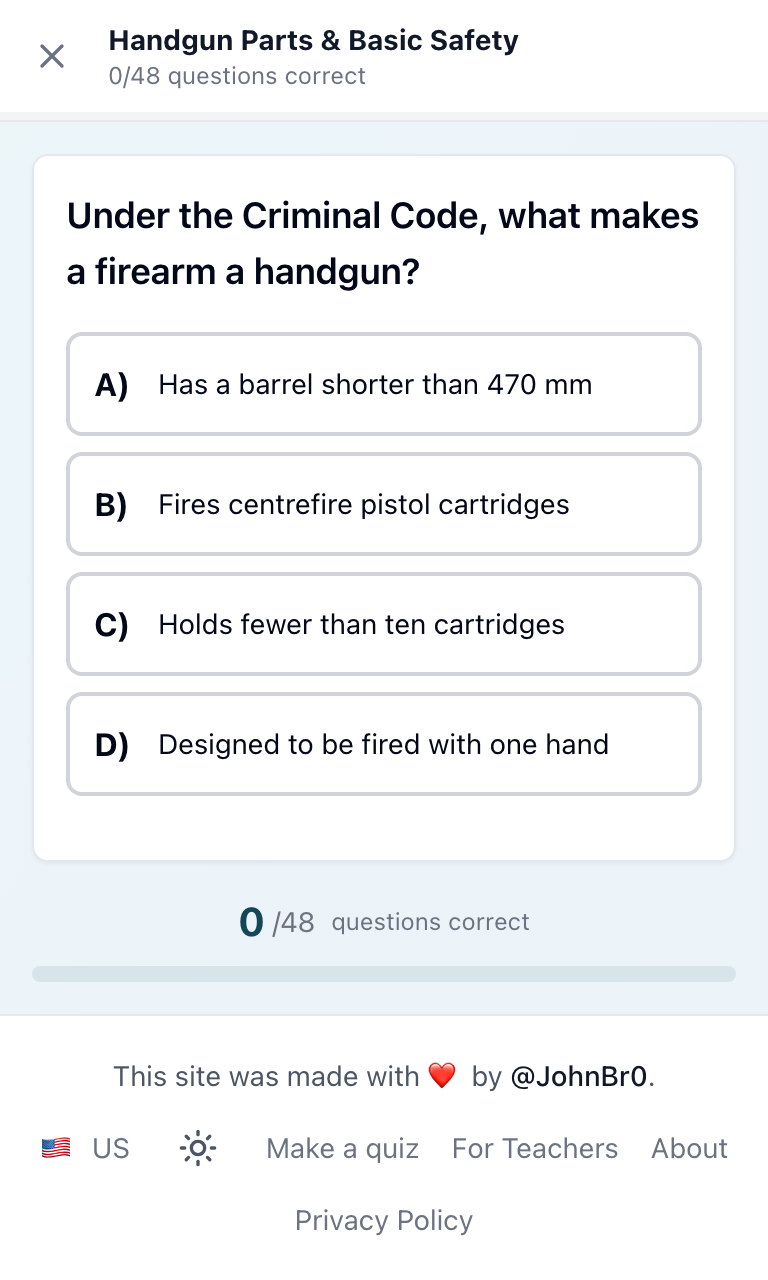 Handgun Parts & Basic Safety
0/48 questions correct
Under the Criminal Code, what makes
a firearm a handgun?
A) Has a barrel shorter than 470 mm
B) Fires centrefire pistol cartridges
C) Holds fewer than ten cartridges
D) Designed to be fired with one hand
0 /48 questions correct
This site was made with ❤️ by @JohnBr0.
🇺🇸 US Make a quiz For Teachers About
Privacy Policy